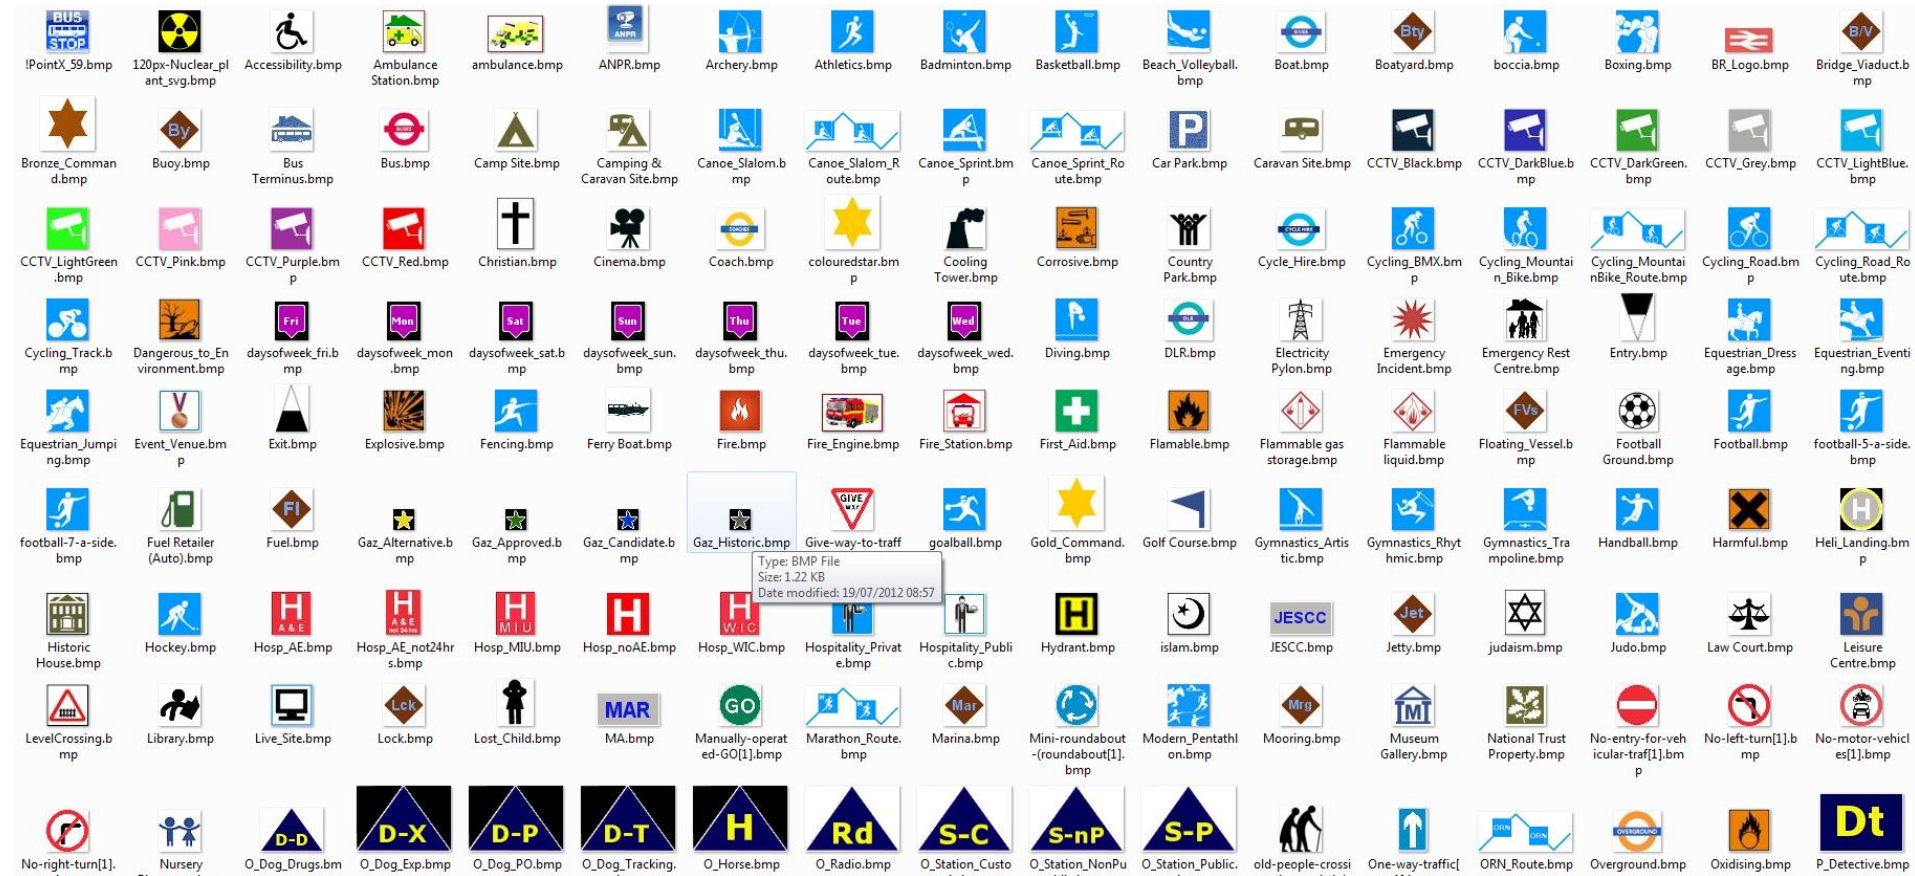 BUS
STOP
ANPR
Bty
B/V
!PointX_59.bmp 120px-Nuclear_pl Accessibility.bmp Ambulance ambulance.bmp ANPR.bmp Archery.bmp Athletics.bmp Badminton.bmp Basketball.bmp Beach_Volleyball. Boat.bmp Boatyard.bmp boccia.bmp Boxing.bmp BR_Logo.bmp Bridge_Viaduct.b
ant_svg.bmp Station.bmp bmp mp
By BUSES P
Bronze_Comman Buoy.bmp Bus Bus.bmp Camp Site.bmp Camping & Canoe_Slalom.b Canoe_Slalom_R Canoe_Sprint.bm Canoe_Sprint_Ro Car Park.bmp Caravan Site.bmp CCTV_Black.bmp CCTV_DarkBlue.b CCTV_DarkGreen. CCTV_Grey.bmp CCTV_LightBlue.
d.bmp Terminus.bmp Caravan Site.bmp mp oute.bmp p ute.bmp mp bmp bmp
COACHES CYCLE HIRE
CCTV_LightGreen CCTV_Pink.bmp CCTV_Purple.bm CCTV_Red.bmp Christian.bmp Cinema.bmp Coach.bmp colouredstar.bm Cooling Corrosive.bmp Country Cycle_Hire.bmp Cycling_BMX.bm Cycling_Mountai Cycling_Mountai Cycling_Road.bm Cycling_Road_Ro
.bmp p p Tower.bmp Park.bmp p n_Bike.bmp nBike_Route.bmp p ute.bmp
Fri Mon Sat Sun Thu Tue Wed DLR
Cycling_Track.b Dangerous_to_En daysofweek_fri.b daysofweek_mon daysofweek_sat.b daysofweek_sun. daysofweek_thu. daysofweek_tue. daysofweek_wed. Diving.bmp DLR.bmp Electricity Emergency Emergency Rest Entry.bmp Equestrian_Dress Equestrian_Eventi
mp vironment.bmp mp .bmp mp bmp bmp bmp bmp Pylon.bmp Incident.bmp Centre.bmp age.bmp ng.bmp
FVs
Equestrian_Jumpi Event_Venue.bm Exit.bmp Explosive.bmp Fencing.bmp Ferry Boat.bmp Fire.bmp Fire_Engine.bmp Fire_Station.bmp First_Aid.bmp Flamable.bmp Flammable gas Flammable Floating_Vessel.b Football Football.bmp football-5-a-side.
ng.bmp p storage.bmp liquid.bmp mp Ground.bmp bmp
Fl GIVE WAY H
football-7-a-side. Fuel Retailer Fuel.bmp Gaz_Alternative.b Gaz_Approved.b Gaz_Candidate.b Gaz_Historic.bmp Give-way-to-traff goalball.bmp Gold_Command. Golf Course.bmp Gymnastics_Artis Gymnastics_Rhyt Gymnastics_Tra Handball.bmp Harmful.bmp Heli_Landing.bm
bmp (Auto).bmp mp mp mp bmp tic.bmp hmic.bmp mpoline.bmp p
Type: BMP File
Size: 1.22 KB
Date modified: 19/07/2012 08:57
H A&E H A&E not 24 hrs H MIU H H WIC H JESCC Jet
Historic Hockey.bmp Hosp_AE.bmp Hosp_AE_not24hr Hosp_MIU.bmp Hosp_noAE.bmp Hosp_WIC.bmp Hospitality_Privat Hospitality_Publi Hydrant.bmp islam.bmp JESCC.bmp Jetty.bmp judaism.bmp Judo.bmp Law Court.bmp Leisure
House.bmp s.bmp e.bmp c.bmp Centre.bmp
Lck MAR GO M M Mar Mrg M
LevelCrossing.b Library.bmp Live_Site.bmp Lock.bmp Lost_Child.bmp MA.bmp Manually-operat Marathon_Route. Marina.bmp Mini-roundabout Modern_Pentathl Mooring.bmp Museum National Trust No-entry-for-veh No-left-turn[1].b No-motor-vehicl
mp ed-GO[1].bmp bmp -(roundabout[1]. on.bmp Gallery.bmp Property.bmp icular-traf[1].bm mp es[1].bmp
bmp p
D-D D-X D-P D-T H Rd S-C S-nP S-P ORN ORN OVERGROUND Dt
No-right-turn[1]. Nursery O_Dog_Drugs.bm O_Dog_Exp.bmp O_Dog_PO.bmp O_Dog_Tracking. O_Horse.bmp O_Radio.bmp O_Station_Custo O_Station_NonPu O_Station_Public. old-people-crossi One-way-traffic[ ORN_Route.bmp Overground.bmp Oxidising.bmp P_Detective.bmp